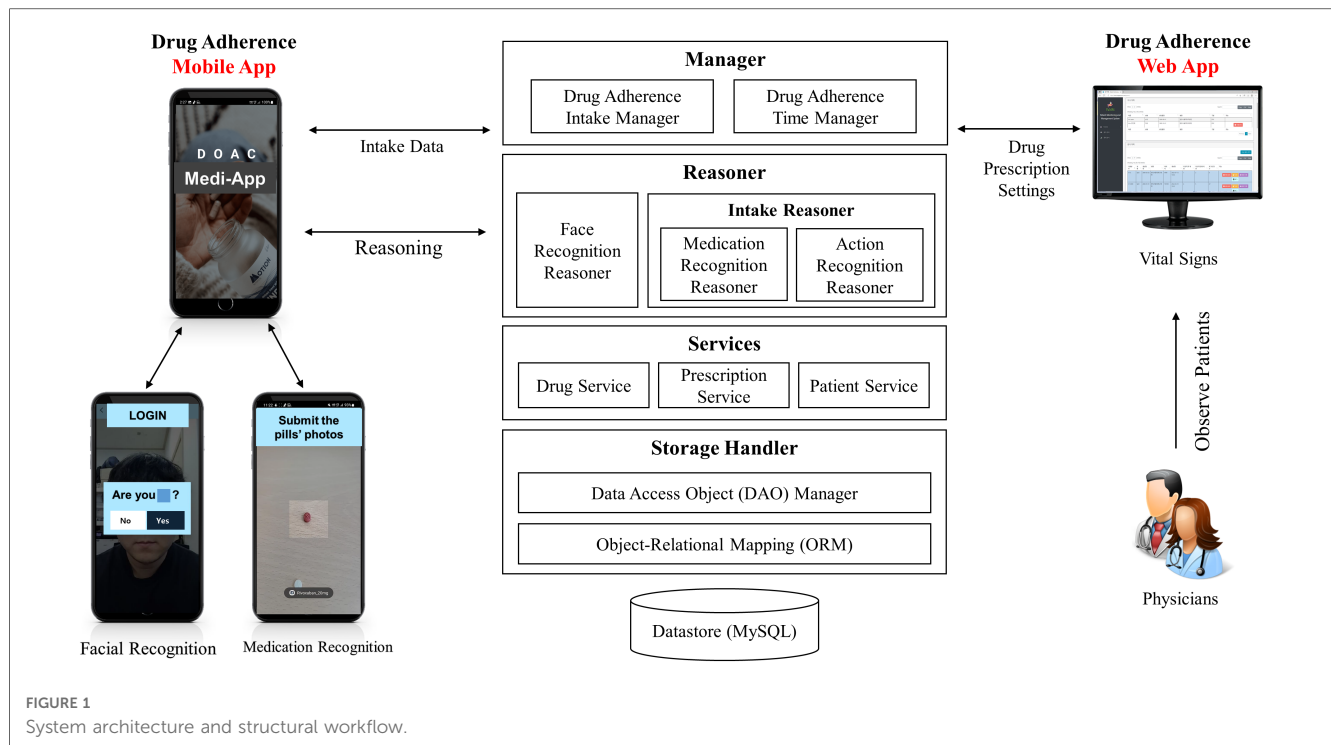 Drug Adherence
Mobile App
DOAC
Medi-App
MOTION
Intake Data
Reasoning
LOGIN
Are you ?
No
Yes
Facial Recognition
Submit the
pills' photos
Medication Recognition
Manager
Drug Adherence
Intake Manager
Drug Adherence
Time Manager
Reasoner
Face
Recognition
Reasoner
Intake Reasoner
Medication
Recognition
Reasoner
Action
Recognition
Reasoner
Services
Drug Service
Prescription
Service
Patient Service
Storage Handler
Data Access Object (DAO) Manager
Object-Relational Mapping (ORM)
Datastore (MySQL)
Drug Adherence
Web App
Drug
Prescription
Settings
Vital Signs
Observe Patients
Physicians
FIGURE 1
System architecture and structural workflow.